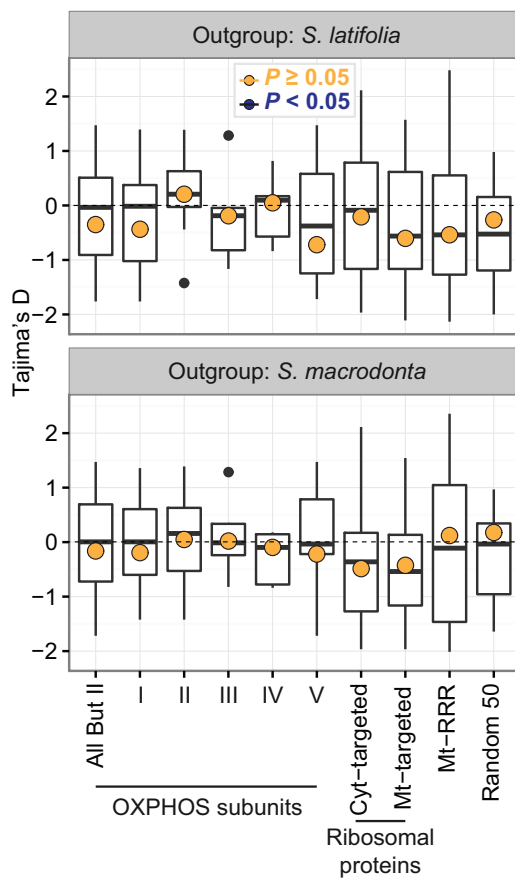 Outgroup: S. latifolia
P ≥ 0.05
P < 0.05
2
1
0
−1
−2
Tajima's D
Outgroup: S. macrodonta
2
1
0
−1
−2
All But II
I
II
III
IV
V
Cyt−targeted
Mt−targeted
Mt−RRR
Random 50
OXPHOS subunits
Ribosomal
proteins